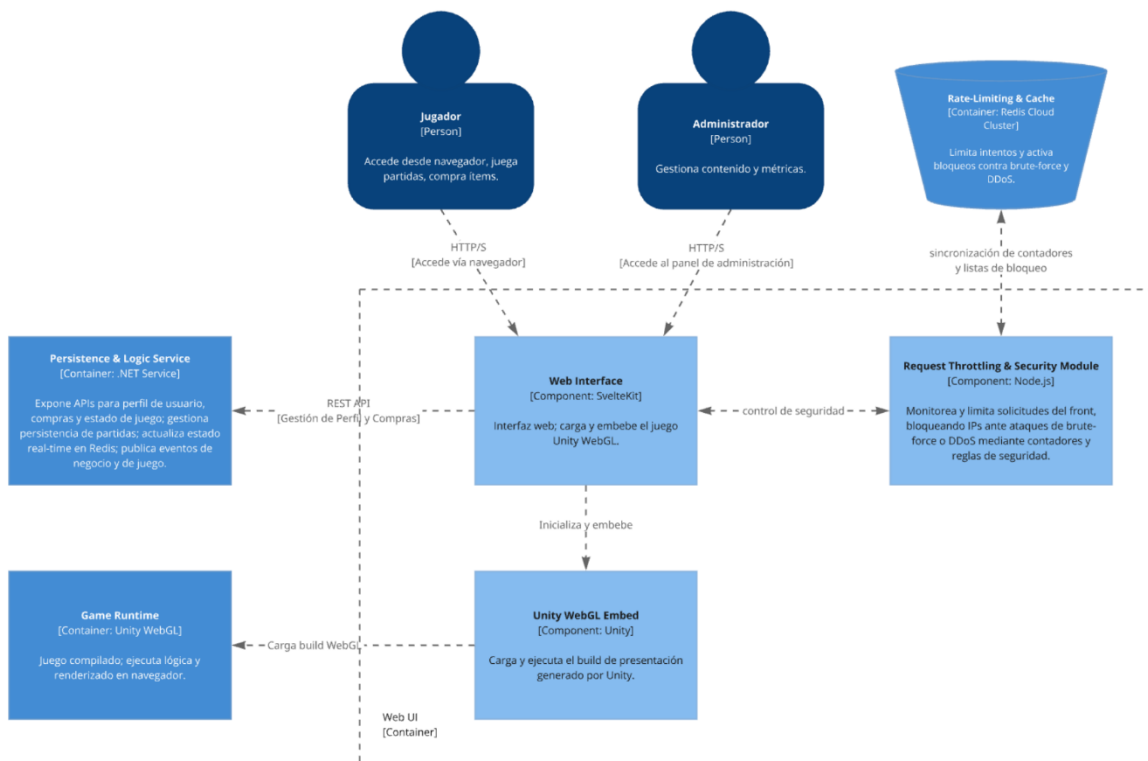 Jugador
[Person]
Accede desde navegador, juega
partidas, compra ítems.
Administrador
[Person]
Gestiona contenido y métricas.
Rate-Limiting & Cache
[Container: Redis Cloud
Cluster]
Limita intentos y activa
bloqueos contra brute-force y
DDoS.
HTTP/S
[Accede vía navegador]
HTTP/S
[Accede al panel de administración]
sincronización de contadores
y listas de bloqueo
Persistence & Logic Service
[Container: .NET Service]
Expone APIs para perfil de usuario,
compras y estado de juego; gestiona
persistencia de partidas; actualiza estado
real-time en Redis; publica eventos de
negocio y de juego.
REST API
[Gestión de Perfil y Compras]
Web Interface
[Component: SvelteKit]
Interfaz web; carga y embebe el juego
Unity WebGL.
control de seguridad
Request Throttling & Security Module
[Component: Node.js]
Monitorea y limita solicitudes del front,
bloqueando IPs ante ataques de brute-
force o DDoS mediante contadores y
reglas de seguridad.
Inicializa y embebe
Game Runtime
[Container: Unity WebGL]
Juego compilado; ejecuta lógica y
renderizado en navegador.
Carga build WebGL
Unity WebGL Embed
[Component: Unity]
Carga y ejecuta el build de presentación
generado por Unity.
Web UI
[Container]